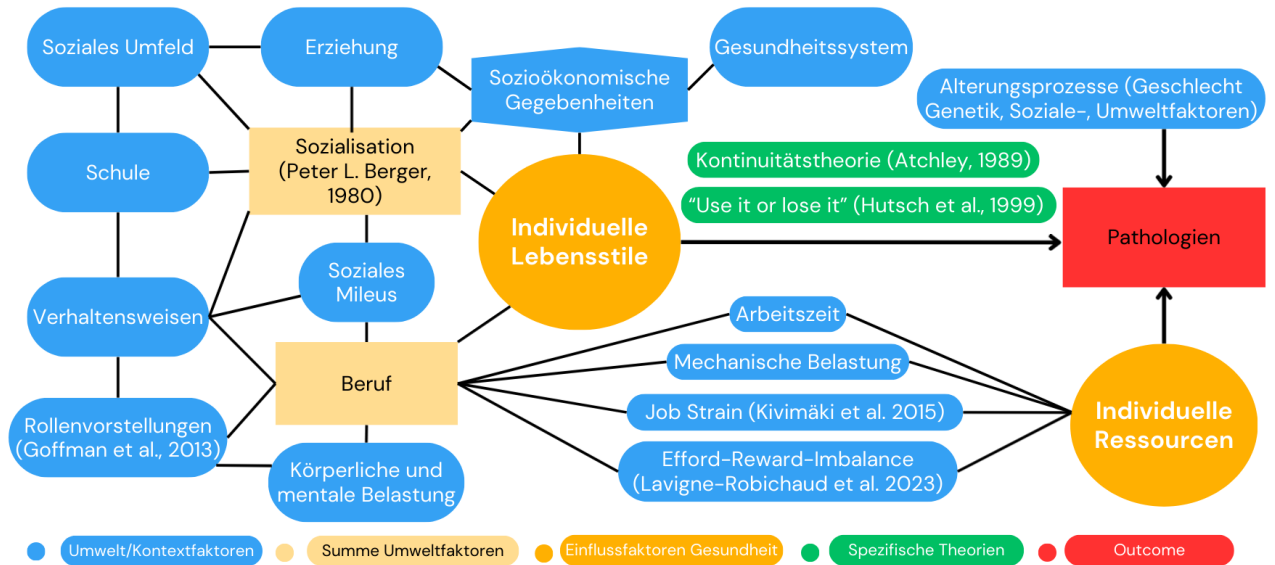 Soziales Umfeld
Erziehung
Sozioökonomische
Gegebenheiten
Gesundheitssystem
Alterungsprozesse (Geschlecht
Genetik, Soziale-, Umweltfaktoren)
Schule
Sozialisation
(Peter L. Berger,
1980)
Kontinuitätstheorie (Atchley, 1989)
“Use it or lose it” (Hutsch et al., 1999)
Individuelle
Lebensstile
Pathologien
Soziales
Mileus
Verhaltensweisen
Beruf
Arbeitszeit
Mechanische Belastung
Job Strain (Kivimäki et al. 2015)
Efford-Reward-Imbalance
(Lavigne-Robichaud et al. 2023)
Individuelle
Ressourcen
Rollenvorstellungen
(Goffman et al., 2013)
Körperliche und
mentale Belastung
Umwelt/Kontextfaktoren
Summe Umweltfaktoren
Einflussfaktoren Gesundheit
Spezifische Theorien
Outcome